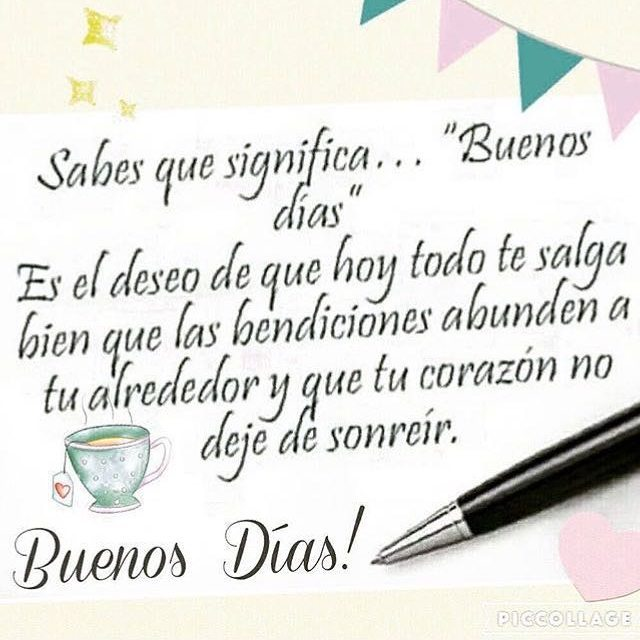 Sabes que significa... "Buenos
días"
Es el deseo de que hoy todo te salga
bien que las bendiciones abunden a
tu alrededor y que tu corazón no
deje de sonreír.
Buenos Días!
PICCOLLAGE